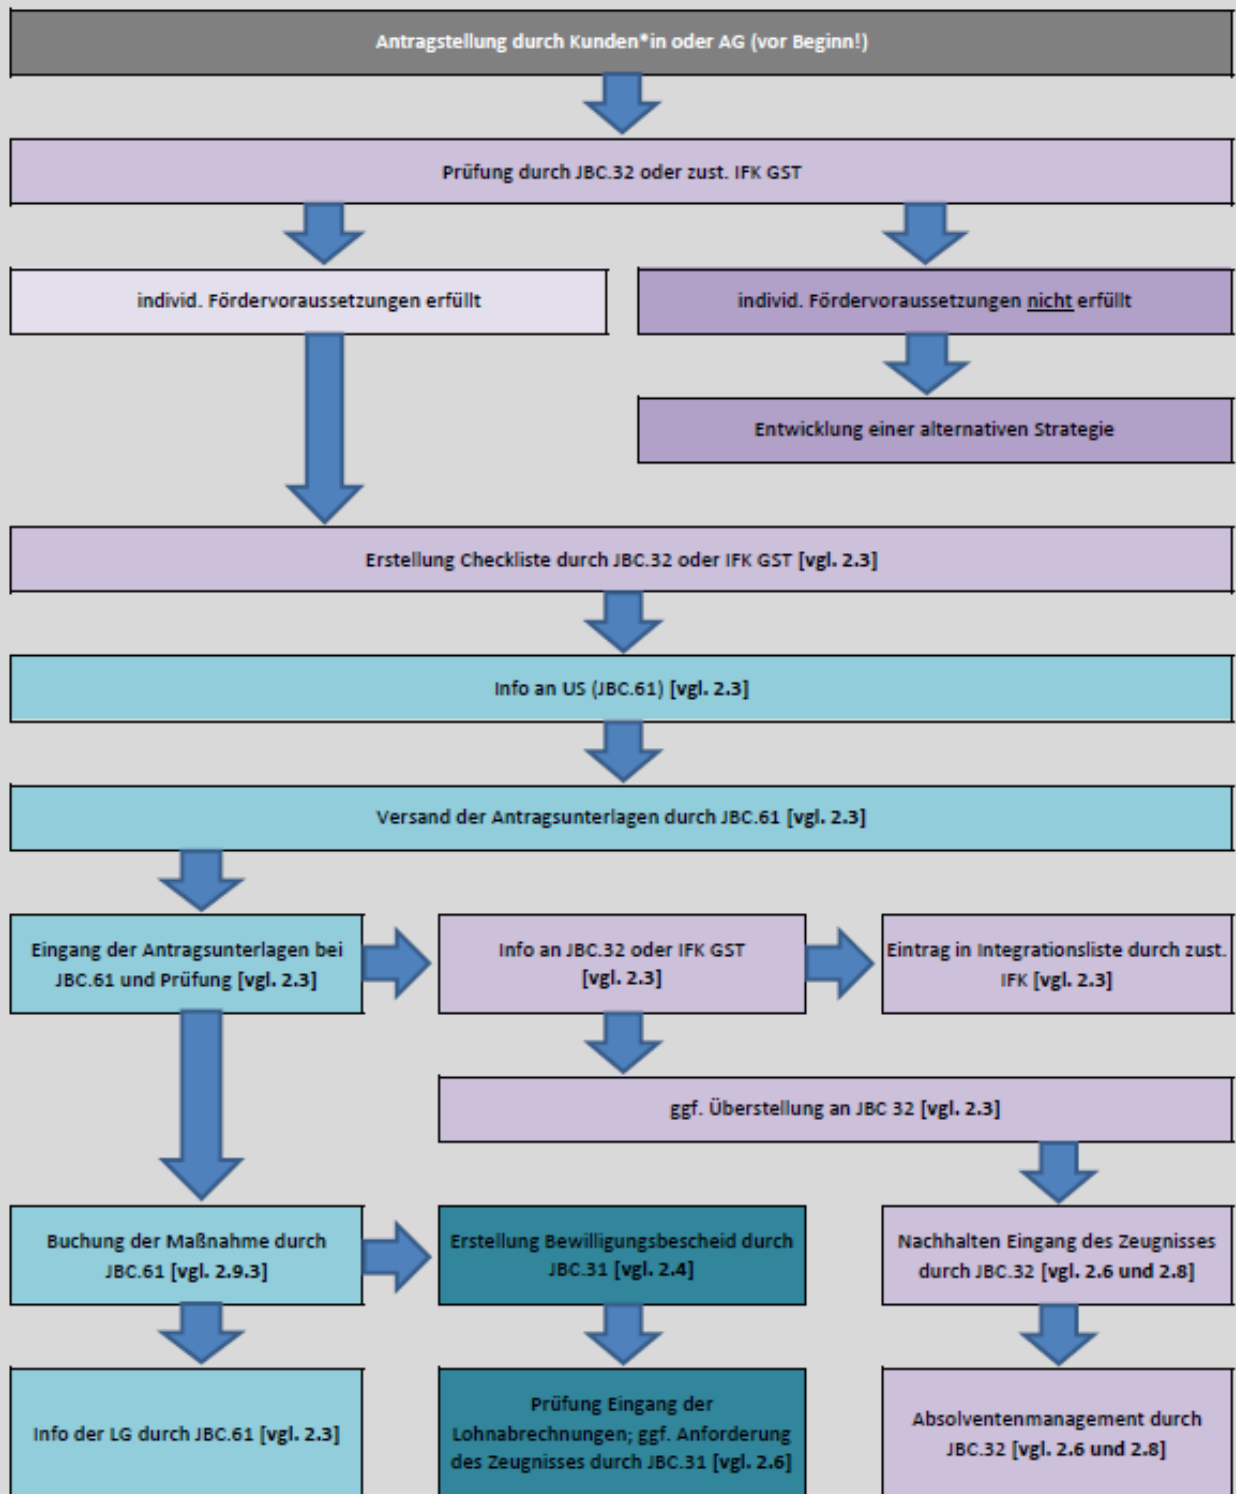 Antragstellung durch Kunden*in oder AG (vor Beginn!)
Prüfung durch JBC.32 oder zust. IFK GST
individ. Fördervoraussetzungen erfüllt
individ. Fördervoraussetzungen nicht erfüllt
Entwicklung einer alternativen Strategie
Erstellung Checkliste durch JBC.32 oder IFK GST [vgl. 2.3]
Info an US (JBC.61) [vgl. 2.3]
Versand der Antragsunterlagen durch JBC.61 [vgl. 2.3]
Eingang der Antragsunterlagen bei
JBC.61 und Prüfung [vgl. 2.3]
Info an JBC.32 oder IFK GST
[vgl. 2.3]
Eintrag in Integrationsliste durch zust.
IFK [vgl. 2.3]
ggf. Überstellung an JBC 32 [vgl. 2.3]
Buchung der Maßnahme durch
JBC.61 [vgl. 2.9.3]
Erstellung Bewilligungsbescheid durch
JBC.31 [vgl. 2.4]
Nachhalten Eingang des Zeugnisses
durch JBC.32 [vgl. 2.6 und 2.8]
Info der LG durch JBC.61 [vgl. 2.3]
Prüfung Eingang der
Lohnabrechnungen; ggf. Anforderung
des Zeugnisses durch JBC.31 [vgl. 2.6]
Absolventenmanagement durch
JBC.32 [vgl. 2.6 und 2.8]